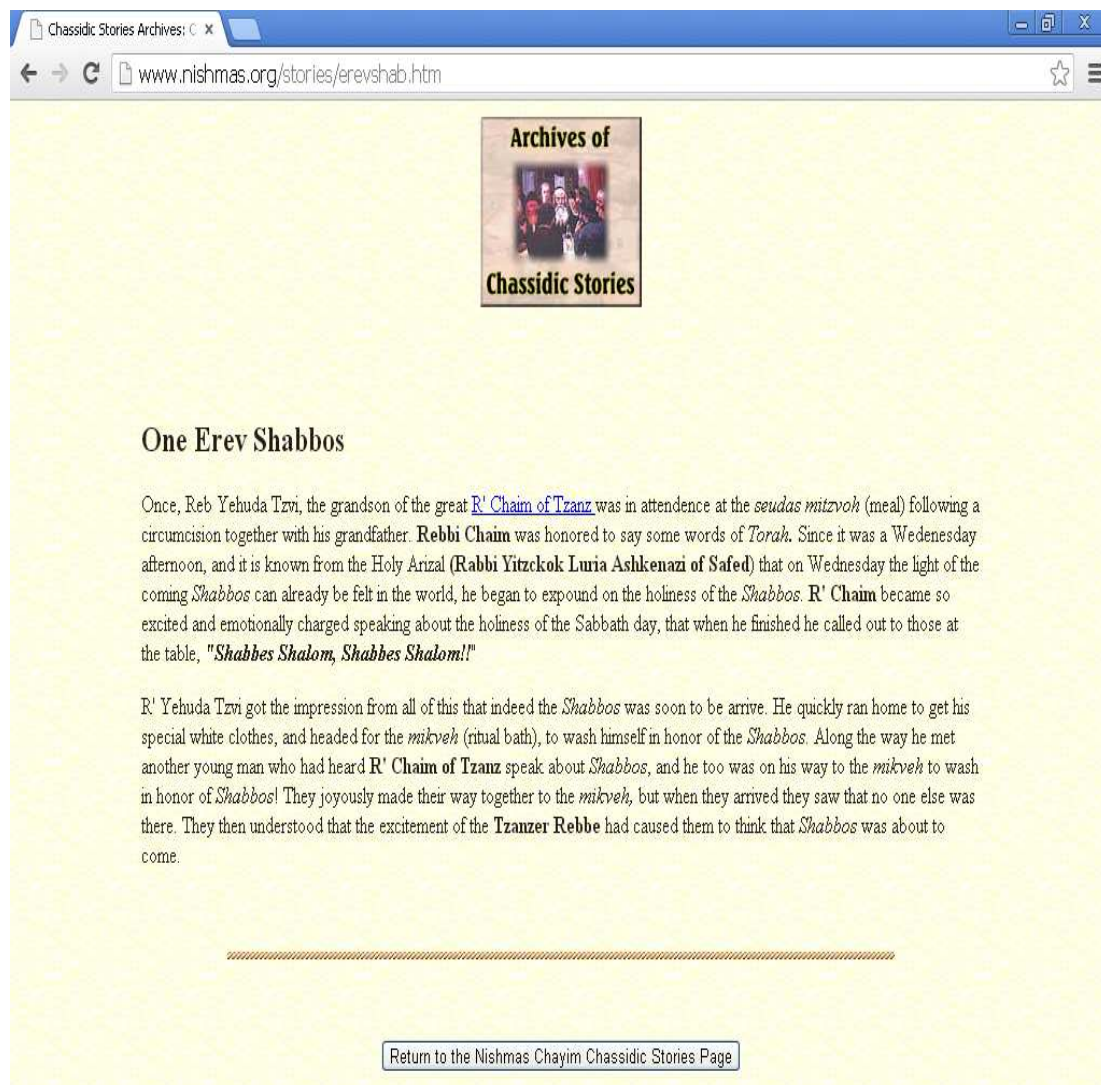 Chassidic Stories Archives: C
www.nishmas.org/stories/erevshab.htm
Archives of
Chassidic Stories
One Erev Shabbos
Once, Reb Yehuda Tzvi, the grandson of the great R' Chaim of Tzanz was in attendence at the seudas mitzvoh (meal) following a
circumcision together with his grandfather. Rebbi Chaim was honored to say some words of Torah. Since it was a Wedenesday
afternoon, and it is known from the Holy Arizal (Rabbi Yitzckok Luria Ashkenazi of Safed) that on Wednesday the light of the
coming Shabbos can already be felt in the world, he began to expound on the holiness of the Shabbos. R' Chaim became so
excited and emotionally charged speaking about the holiness of the Sabbath day, that when he finished he called out to those at
the table, "Shabbes Shalom, Shabbes Shalom!!"
R' Yehuda Tzvi got the impression from all of this that indeed the Shabbos was soon to be arrive. He quickly ran home to get his
special white clothes, and headed for the mikveh (ritual bath), to wash himself in honor of the Shabbos. Along the way he met
another young man who had heard R' Chaim of Tzanz speak about Shabbos, and he too was on his way to the mikveh to wash
in honor of Shabbos! They joyously made their way together to the mikveh, but when they arrived they saw that no one else was
there. They then understood that the excitement of the Tzanzer Rebbe had caused them to think that Shabbos was about to
come.
Return to the Nishmas Chayim Chassidic Stories Page